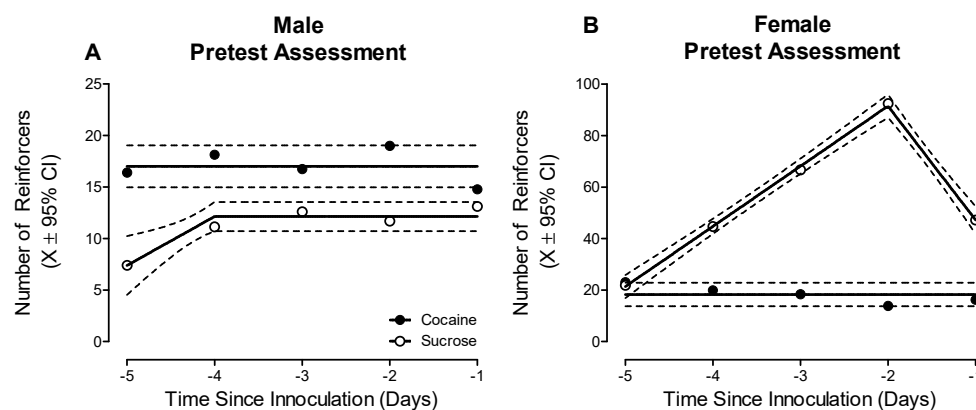 Male
Pretest Assessment
A
Number of Reinforcers
(X ± 95% CI)
25
20
15
10
5
0
Cocaine
Sucrose
-5
-4
-3
-2
-1
Time Since Innoculation (Days)
Female
Pretest Assessment
B
Number of Reinforcers
(X ± 95% CI)
100
80
60
40
20
0
-5
-4
-3
-2
Time Since Innoculation (Days)